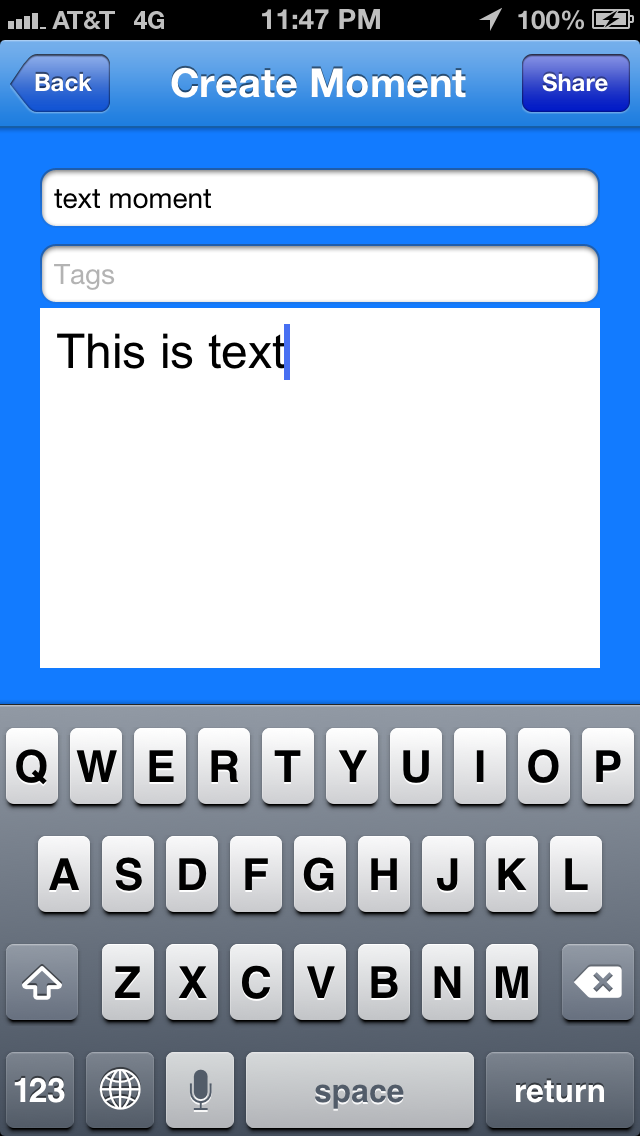 AT&T 4G 11:47 PM 100%
Back Create Moment Share
text moment
Tags
This is text
Q W E R T Y U I O P
A S D F G H J K L
Z X C V B N M
123 space return